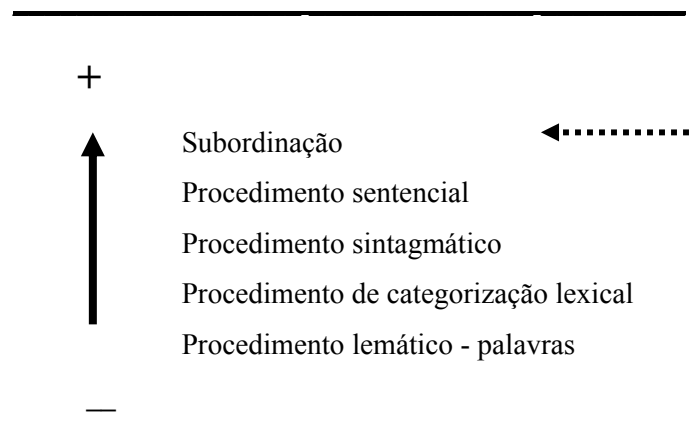 +
Subordinação
Procedimento sentencial
Procedimento sintagmático
Procedimento de categorização lexical
Procedimento lemático - palavras
—